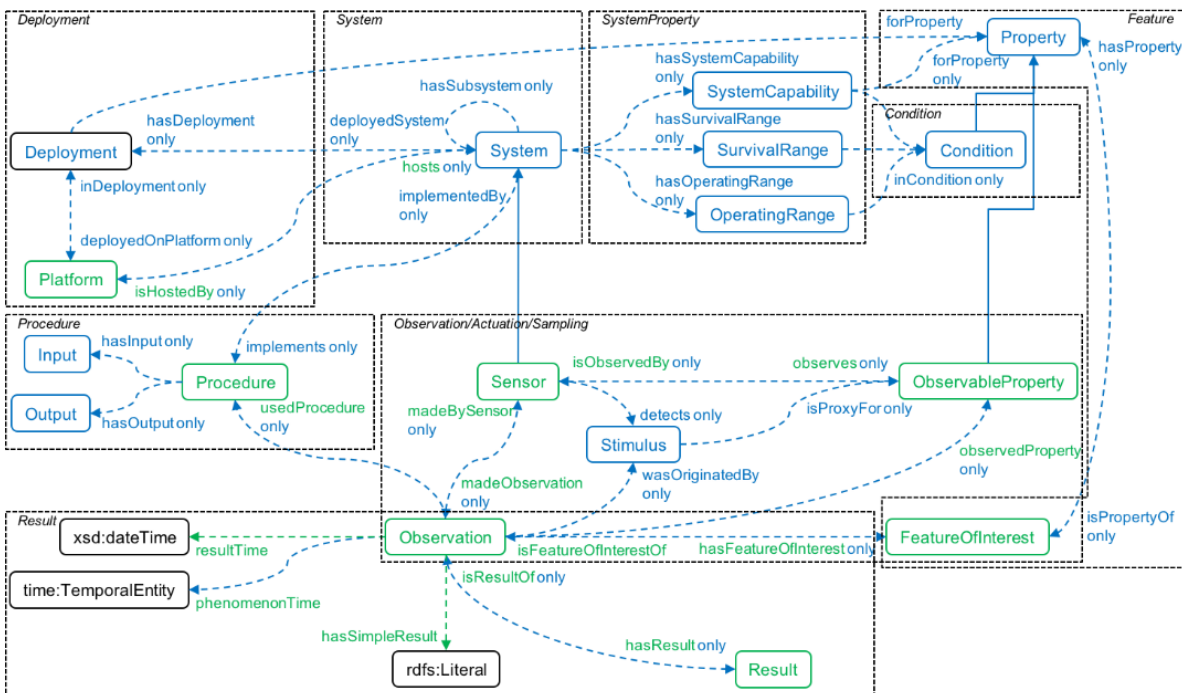 Deployment
System
SystemProperty
Feature
forProperty
Property
hasProperty
only
hasSystemCapability
only
forProperty
only
hasSubsystem only
SystemCapability
Condition
hasDeployment
only
deployedSystem
only
hasSurvivalRange
only
Deployment
System
SurvivalRange
Condition
hosts only
inDeployment only
implementedBy
only
hasOperatingRange
only
inCondition only
OperatingRange
deployedOnPlatform only
Platform
isHostedBy only
Procedure
Observation/Actuation/Sampling
hasInput only
implements only
Input
isObservedBy only
observes only
Procedure
Sensor
ObservableProperty
Output
usedProcedure
only
madeBySensor
only
detects only
isProxyFor only
hasOutput only
Stimulus
observedProperty
only
madeObservation
only
wasOriginatedBy
only
Result
xsd:dateTime
Observation
FeatureOfInterest
isPropertyOf
only
resultTime
isFeatureOfInterestOf
hasFeatureOfInterest only
isResultOf only
time:TemporalEntity
phenomenonTime
hasSimpleResult
hasResult only
rdfs:Literal
Result